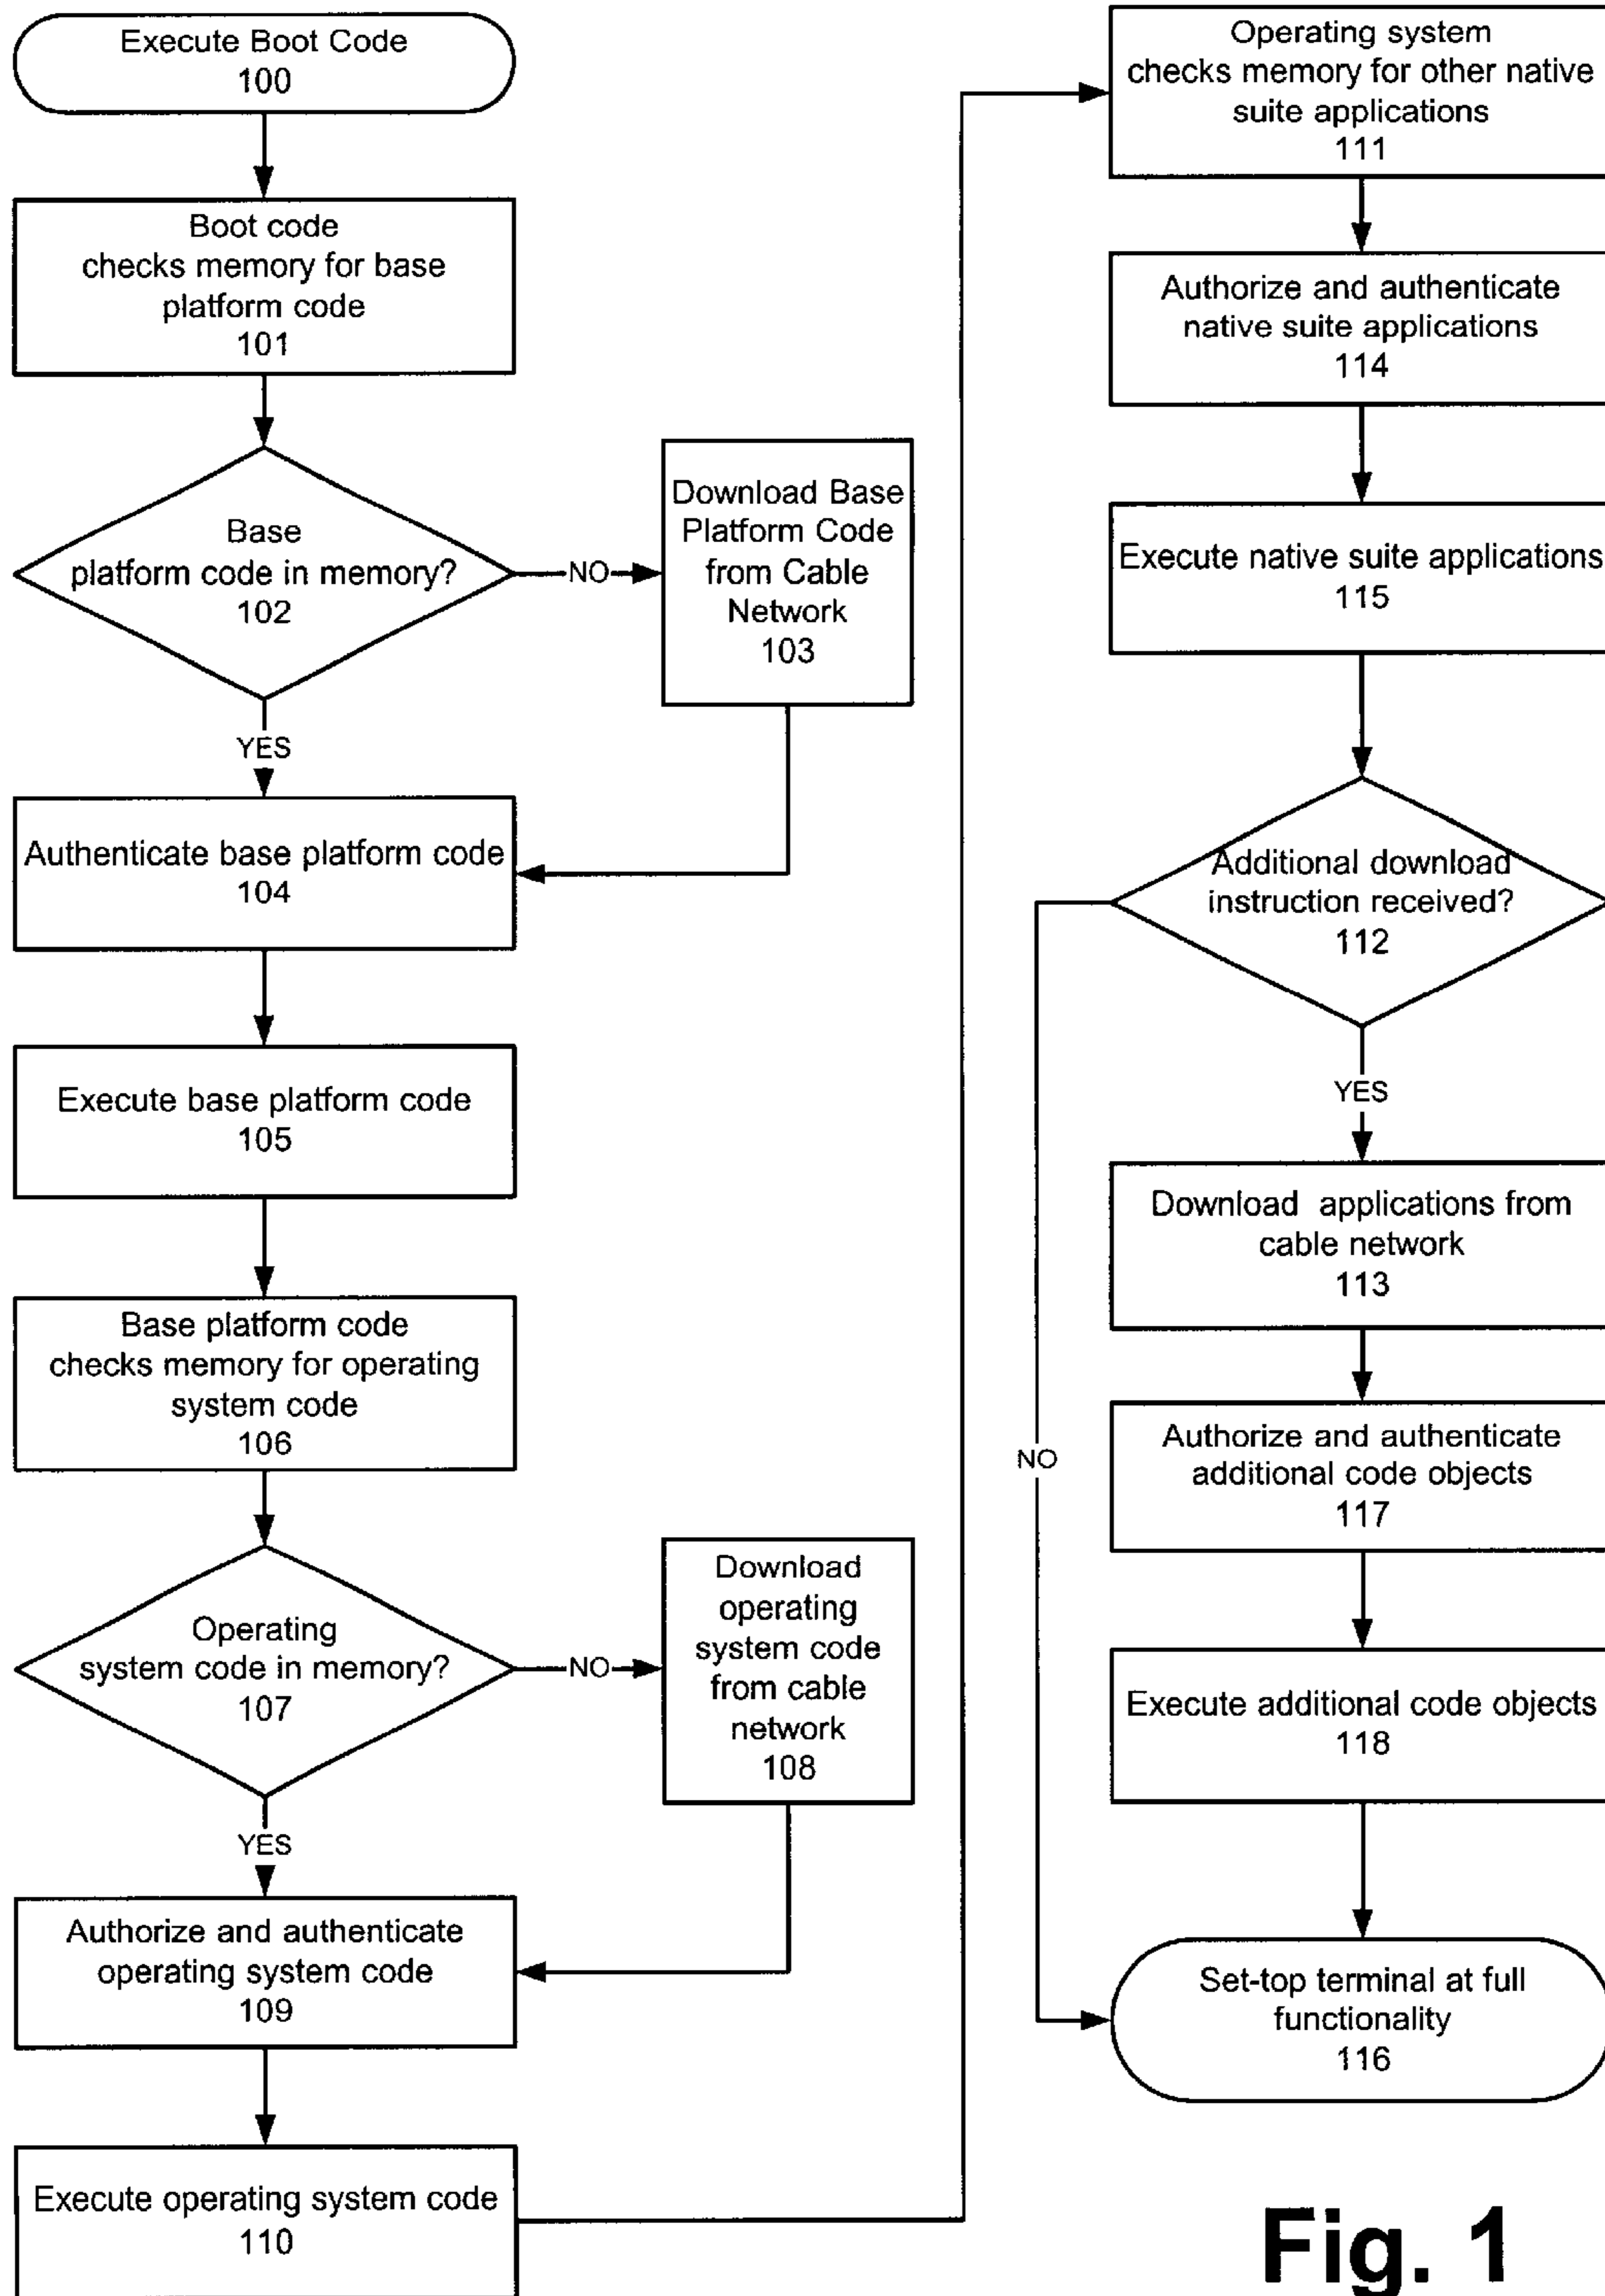 Execute Boot Code
100
Boot code
checks memory for base
platform code
101
Base
platform code in memory?
102
NO
Download Base
Platform Code
from Cable
Network
103
YES
Authenticate base platform code
104
Execute base platform code
105
Base platform code
checks memory for operating
system code
106
Operating
system code in memory?
107
NO
Download
operating
system code
from cable
network
108
YES
Authorize and authenticate
operating system code
109
Execute operating system code
110
Operating system
checks memory for other native
suite applications
111
Authorize and authenticate
native suite applications
114
Execute native suite applications
115
Additional download
instruction received?
112
YES
Download applications from
cable network
113
NO
Authorize and authenticate
additional code objects
117
Execute additional code objects
118
Set-top terminal at full
functionality
116
Fig. 1